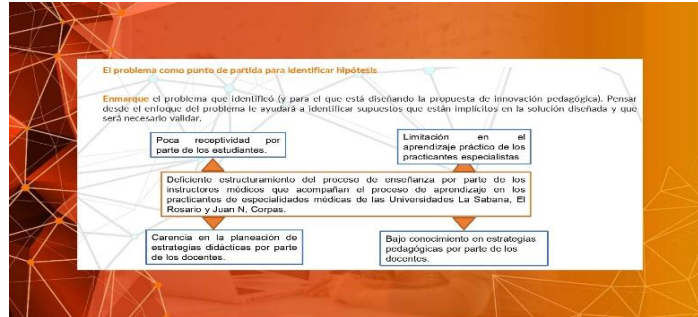 El problema como punto de partida para identificar hipótesis
Enmarque el problema que identificó (y para el que está diseñando la propuesta de innovación pedagógica). Pensar
desde el enfoque del problema le ayudará a identificar supuestos que están implícitos en la solución diseñada y que
será necesario validar.
Poca receptividad por
parte de los estudiantes.
Limitación en el
aprendizaje práctico de los
practicantes especialistas
Deficiente estructuramiento del proceso de enseñanza por parte de los
instructores médicos que acompañan el proceso de aprendizaje en los
practicantes de especialidades médicas de las Universidades La Sabana, El
Rosario y Juan N, Corpas.
Carencia en la planeación de
estrategias didácticas por parte
de los docentes.
Bajo conocimiento en estrategias
pedagógicas por parte de los
docentes.